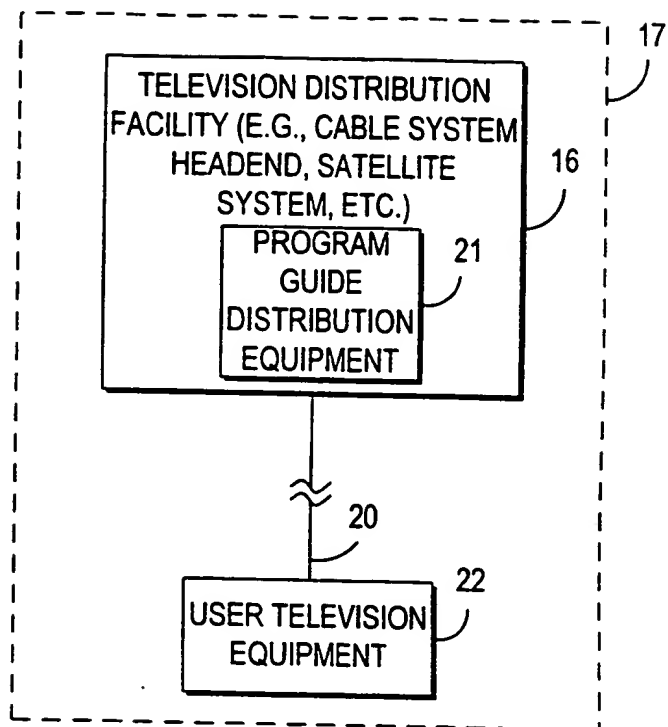 17
TELEVISION DISTRIBUTION
FACILITY (E.G., CABLE SYSTEM
HEADEND, SATELLITE
SYSTEM, ETC.)
16
PROGRAM
GUIDE
DISTRIBUTION
EQUIPMENT
21
20
USER TELEVISION
EQUIPMENT
22